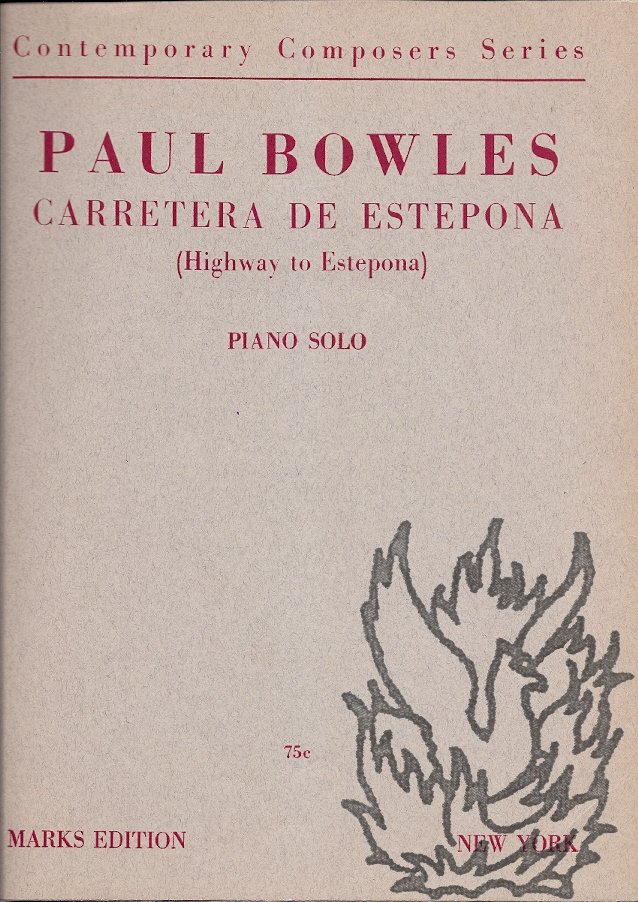 Contemporary Composers Series
PAUL BOWLES
CARRETERA DE ESTEPONA
(Highway to Estepona)
PIANO SOLO
75c
MARKS EDITION NEW YORK